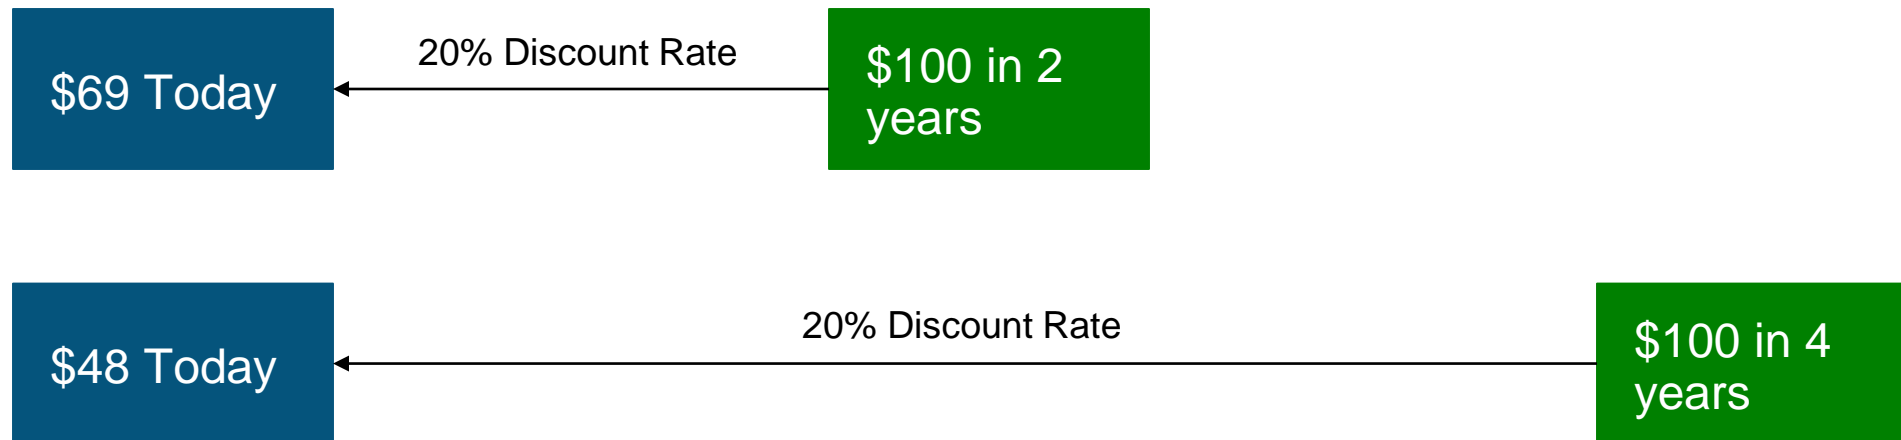 $69 Today
20% Discount Rate
$100 in 2
years
$48 Today
20% Discount Rate
$100 in 4
years